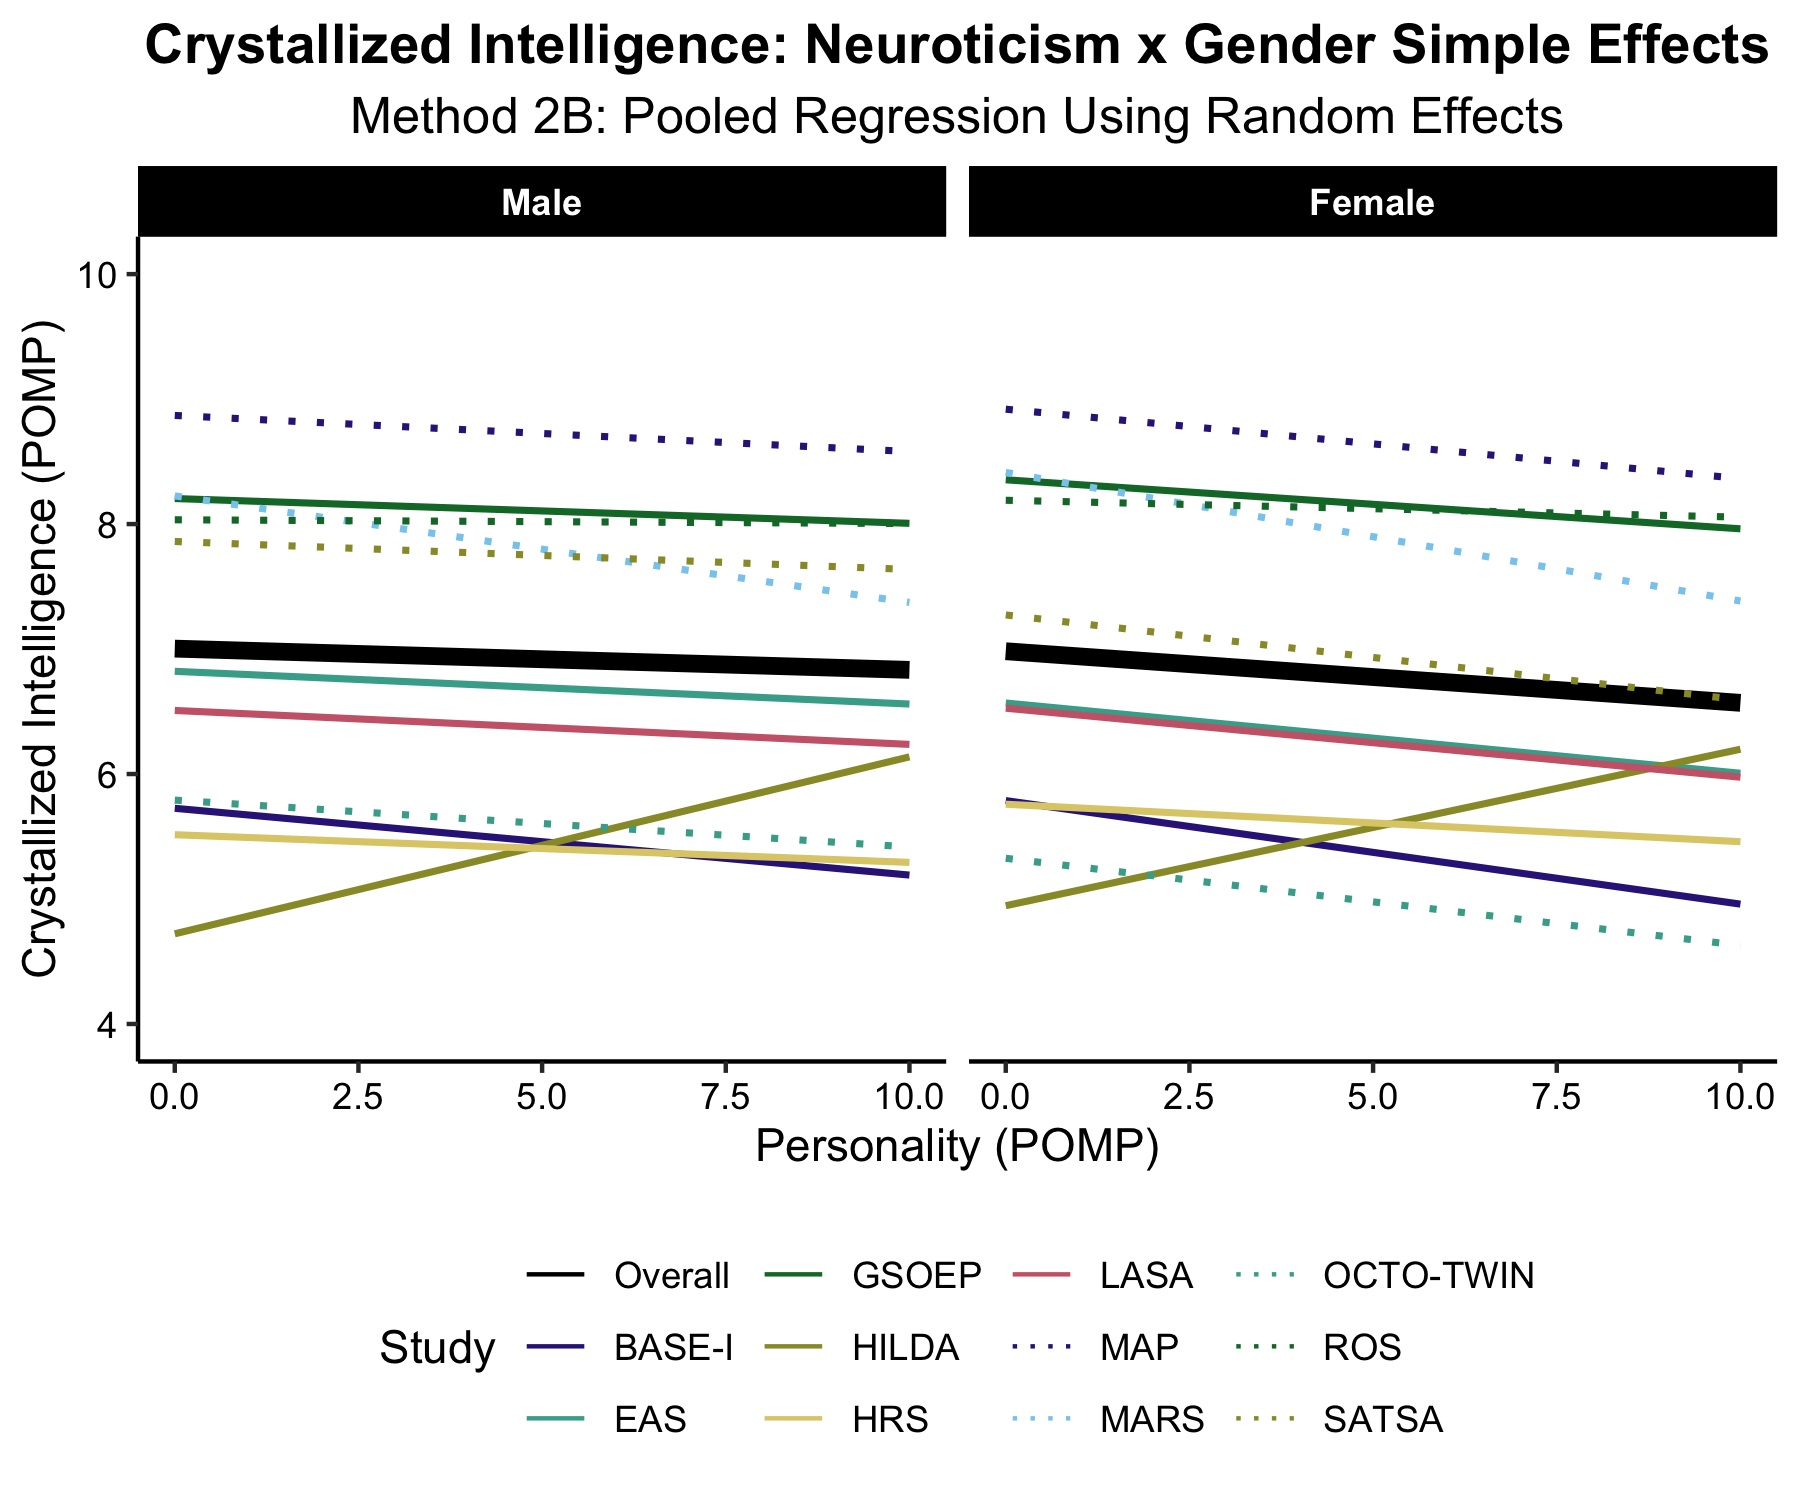 Crystallized Intelligence: Neuroticism x Gender Simple Effects
Method 2B: Pooled Regression Using Random Effects
Male Female
Crystallized Intelligence (POMP)
10
8
6
4
0.0 2.5 5.0 7.5 10.0 0.0 2.5 5.0 7.5 10.0
Personality (POMP)
Study
Overall GSOEP LASA OCTO-TWIN
BASE-I HILDA MAP ROS
EAS HRS MARS SATSA